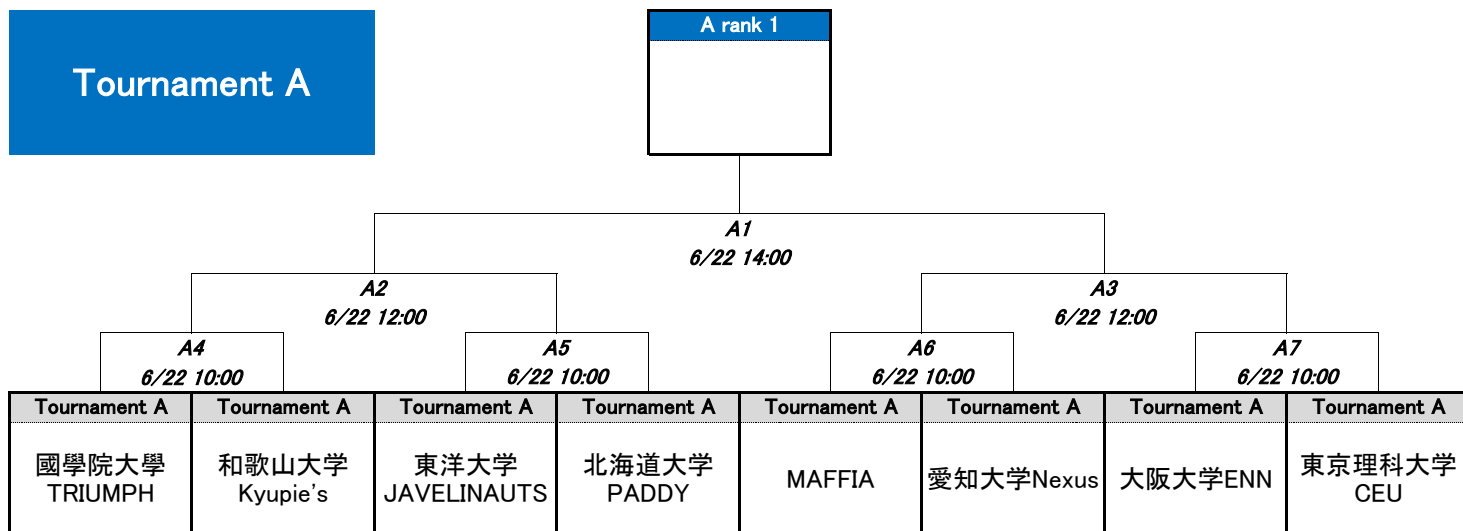 Tournament A
A rank 1
A1
6/22 14:00
A2
6/22 12:00
A3
6/22 12:00
A4
6/22 10:00
A5
6/22 10:00
A6
6/22 10:00
A7
6/22 10:00
Tournament A
國學院大學
TRIUMPH
Tournament A
和歌山大学
Kyupie's
Tournament A
東洋大学
JAVELINAUTS
Tournament A
北海道大学
PADDY
Tournament A
MAFFIA
Tournament A
愛知大学Nexus
Tournament A
大阪大学ENN
Tournament A
東京理科大学
CEU